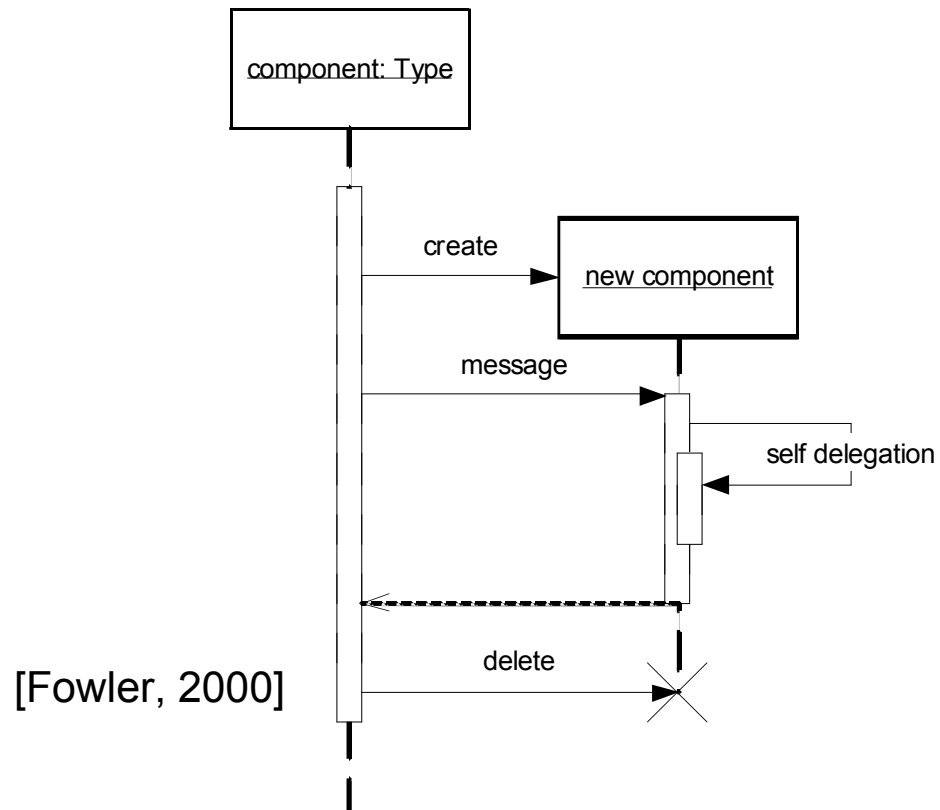 component: Type
create
new component
message
self delegation
delete
[Fowler, 2000]